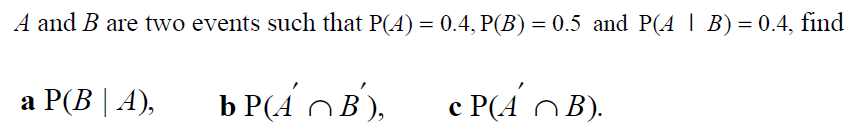 A and B are two events such that P(A) = 0.4, P(B) = 0.5 and P(A | B) = 0.4, find
a P(B | A), b P(A′ ∩ B′), c P(A′ ∩ B).